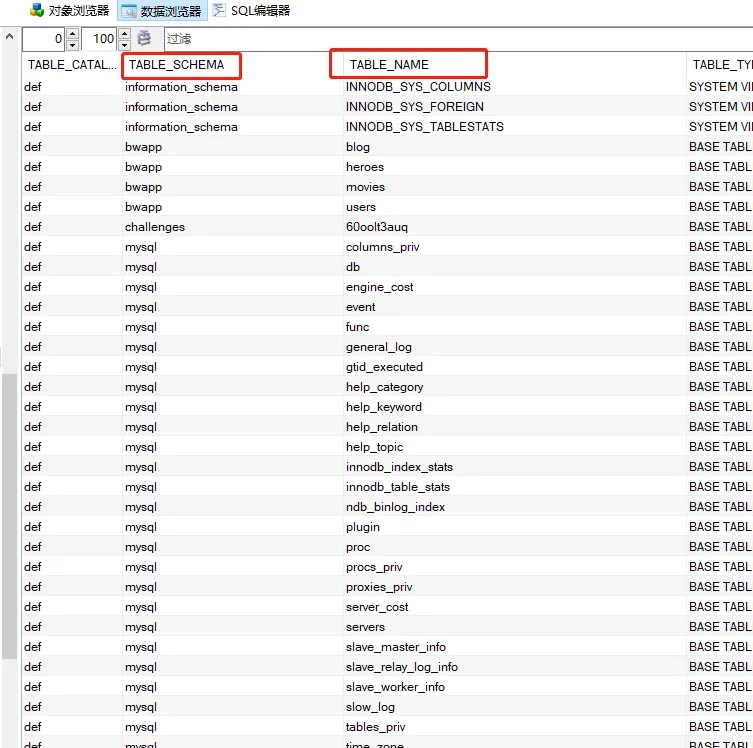 对象浏览器 数据浏览器 SQL编辑器
0 100 过滤
TABLE_CATAL... TABLE_SCHEMA TABLE_NAME TABLE_TYP
def information_schema INNODB_SYS_COLUMNS SYSTEM VIE
def information_schema INNODB_SYS_FOREIGN SYSTEM VIE
def information_schema INNODB_SYS_TABLESTATS SYSTEM VIE
def bwapp blog BASE TABL
def bwapp heroes BASE TABL
def bwapp movies BASE TABL
def bwapp users BASE TABL
def challenges 60oolt3auq BASE TABL
def mysql columns_priv BASE TABL
def mysql db BASE TABL
def mysql engine_cost BASE TABL
def mysql event BASE TABL
def mysql func BASE TABL
def mysql general_log BASE TABL
def mysql gtid_executed BASE TABL
def mysql help_category BASE TABL
def mysql help_keyword BASE TABL
def mysql help_relation BASE TABL
def mysql help_topic BASE TABL
def mysql innodb_index_stats BASE TABL
def mysql innodb_table_stats BASE TABL
def mysql ndb_binlog_index BASE TABL
def mysql plugin BASE TABL
def mysql proc BASE TABL
def mysql procs_priv BASE TABL
def mysql proxies_priv BASE TABL
def mysql server_cost BASE TABL
def mysql servers BASE TABL
def mysql slave_master_info BASE TABL
def mysql slave_relay_log_info BASE TABL
def mysql slave_worker_info BASE TABL
def mysql slow_log BASE TABL
def mysql tables_priv BASE TABL
def mysql time_zone BASE TABL